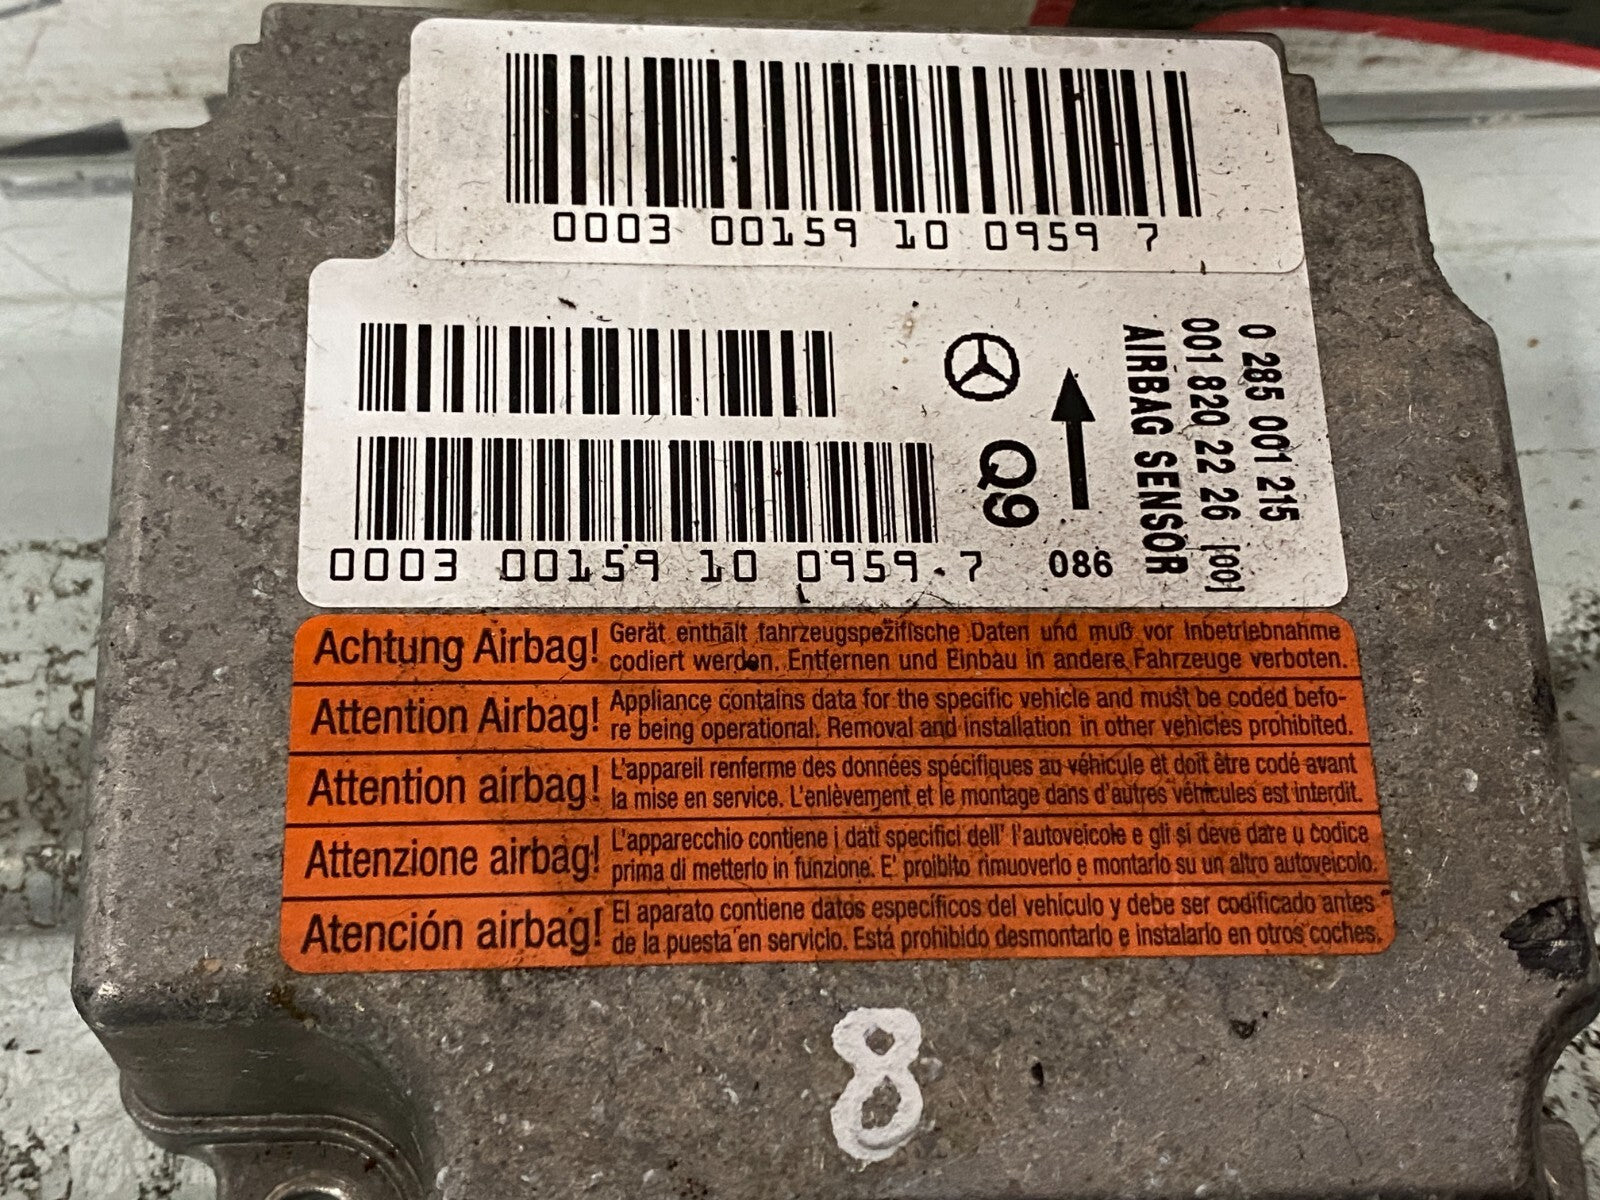 0003 00159 10 0959 7
0 285 001 215
001 820 22 26 [00]
AIRBAG SENSOR
Q9
086
0003 00159 10 0959 7
Achtung Airbag! Gerät enthält fahrzeugspezifische Daten und muß vor Inbetriebnahme
codiert werden. Entfernen und Einbau in andere Fahrzeuge verboten.
Attention Airbag! Appliance contains data for the specific vehicle and must be coded befo-
re being operational. Removal and installation in other vehicles prohibited.
Attention airbag! L'appareil renferme des données spécifiques au véhicule et doit être codé avant
la mise en service. L'enlèvement et le montage dans d'autres véhicules est interdit.
Attenzione airbag! L'apparecchio contiene i dati specifici dell' l'autoveicole e gli si deve dare u codice
prima di metterlo in funzione. E' proibito rimuoverlo e montarlo su un altro autoveicolo.
Atención airbag! El aparato contiene datos específicos del vehículo y debe ser codificado antes
de la puesta en servicio. Está prohibido desmontarlo e instalarlo en otros coches.
8